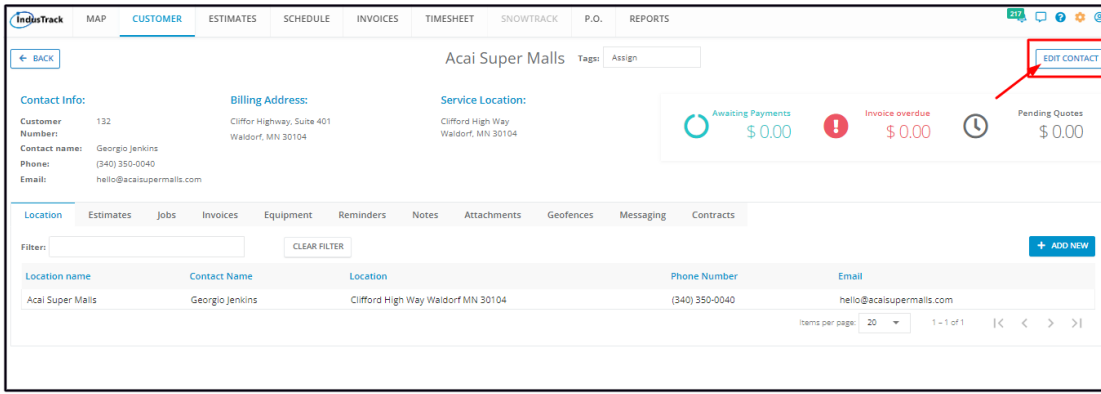 IndusTrack MAP CUSTOMER ESTIMATES SCHEDULE INVOICES TIMESHEET SNOWTRACK P.O. REPORTS 217
← BACK Acai Super Malls Tags: Assign EDIT CONTACT
Contact Info: Billing Address: Service Location:
Customer Number: 132 Cliffor Highway, Suite 401 Clifford High Way
Waldorf, MN 30104 Waldorf, MN 30104
Contact name: Georgio Jenkins
Phone: (340) 350-0040
Email: hello@acaisupermalls.com
Awaiting Payments Invoice overdue Pending Quotes
$ 0.00 $ 0.00 $ 0.00
Location Estimates Jobs Invoices Equipment Reminders Notes Attachments Geofences Messaging Contracts
Filter: CLEAR FILTER + ADD NEW
Location name Contact Name Location Phone Number Email
Acai Super Malls Georgio Jenkins Clifford High Way Waldorf MN 30104 (340) 350-0040 hello@acaisupermalls.com
Items per page: 20 1 – 1 of 1